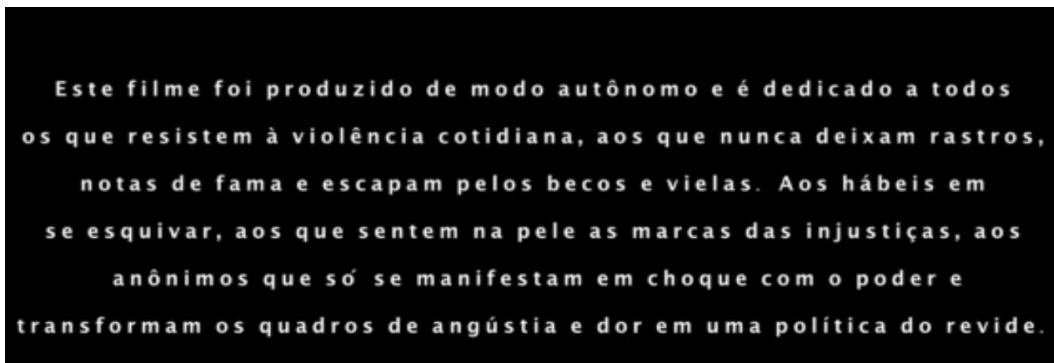 Este filme foi produzido de modo autônomo e é dedicado a todos
os que resistem à violência cotidiana, aos que nunca deixam rastros,
notas de fama e escapam pelos becos e vielas. Aos hábeis em
se esquivar, aos que sentem na pele as marcas das injustiças, aos
anônimos que só se manifestam em choque com o poder e
transformam os quadros de angústia e dor em uma política do revide.